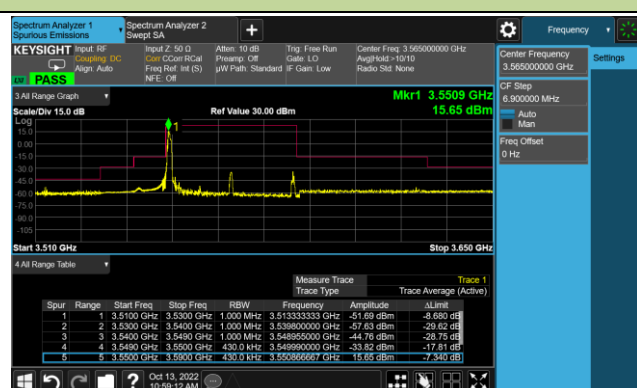 Spectrum Analyzer 1
Spurious Emissions
Spectrum Analyzer 2
Swept SA
Frequency
KEYSIGHT
Input: RF
Coupling: DC
Align: Auto
Input Z: 50 Ω
Corr CCorr RCal
Freq Ref: Int (S)
NFE: Off
Atten: 10 dB
Preamp: Off
µW Path: Standard
Trig: Free Run
Gate: LO
IF Gain: Low
Center Freq: 3.565000000 GHz
Avg|Hold >10/10
Radio Std: None
LXI PASS
Center Frequency
3.565000000 GHz
Settings
CF Step
6.900000 MHz
Auto
Man
Freq Offset
0 Hz
3 All Range Graph
Mkr1 3.5509 GHz
15.65 dBm
Scale/Div 15.0 dB
Ref Value 30.00 dBm
Log
15.0
0.00
-15.0
-30.0
-45.0
-60.0
-75.0
-90.0
-105
1
Start 3.510 GHz
Stop 3.650 GHz
4 All Range Table
Measure Trace Trace 1
Trace Type Trace Average (Active)
Spur Range Start Freq Stop Freq RBW Frequency Amplitude ΔLimit
1 1 3.5100 GHz 3.5300 GHz 1.000 MHz 3.513333333 GHz -51.69 dBm -8.680 dB
2 2 3.5300 GHz 3.5400 GHz 1.000 MHz 3.539800000 GHz -57.63 dBm -29.62 dB
3 3 3.5400 GHz 3.5490 GHz 1.000 MHz 3.548955000 GHz -44.76 dBm -28.75 dB
4 4 3.5490 GHz 3.5500 GHz 430.0 kHz 3.549990000 GHz -33.82 dBm -17.81 dB
5 5 3.5500 GHz 3.5900 GHz 430.0 kHz 3.550866667 GHz 15.65 dBm -7.340 dB
Oct 13, 2022
10:59:12 AM